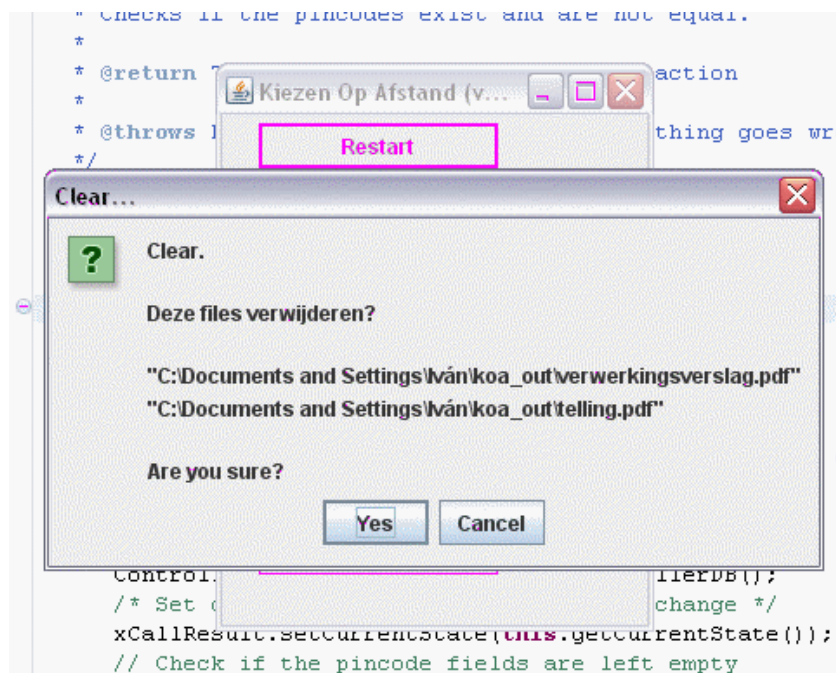 * Checks if the pincodes exist and are not equal.
*
* @return
action
*
* @throws
thing goes wr
*/
Kiezen Op Afstand (v...
Restart
Clear...
Clear.
Deze files verwijderen?
"C:\Documents and Settings\Iván\koa_out\verwerkingsverslag.pdf"
"C:\Documents and Settings\Iván\koa_out\telling.pdf"
Are you sure?
Yes
Cancel
Control
llerDB();
/* Set
change */
xCallResult.setCurrentState(this.getCurrentState());
// Check if the pincode fields are left empty